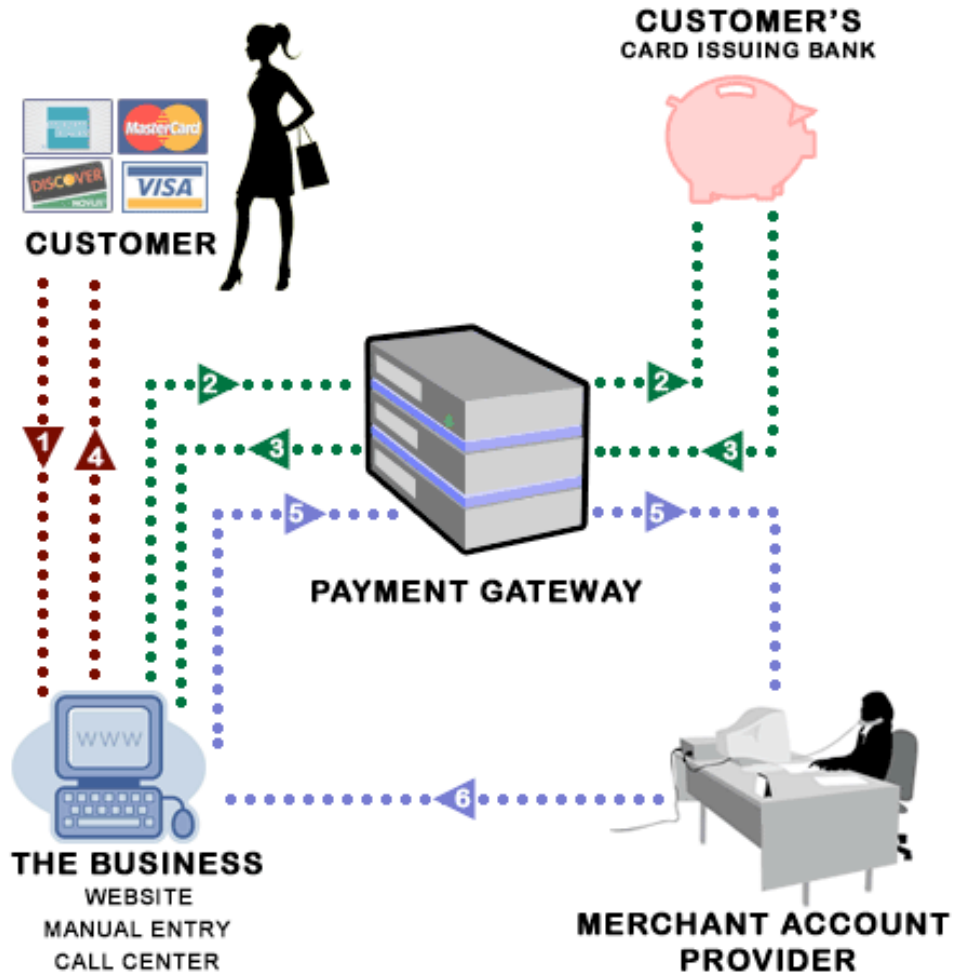 CUSTOMER'S
CARD ISSUING BANK
MasterCard
DISCOVER
VISA
CUSTOMER
2
2
1
4
3
3
5
5
PAYMENT GATEWAY
WWW
6
THE BUSINESS
WEBSITE
MANUAL ENTRY
CALL CENTER
MERCHANT ACCOUNT
PROVIDER